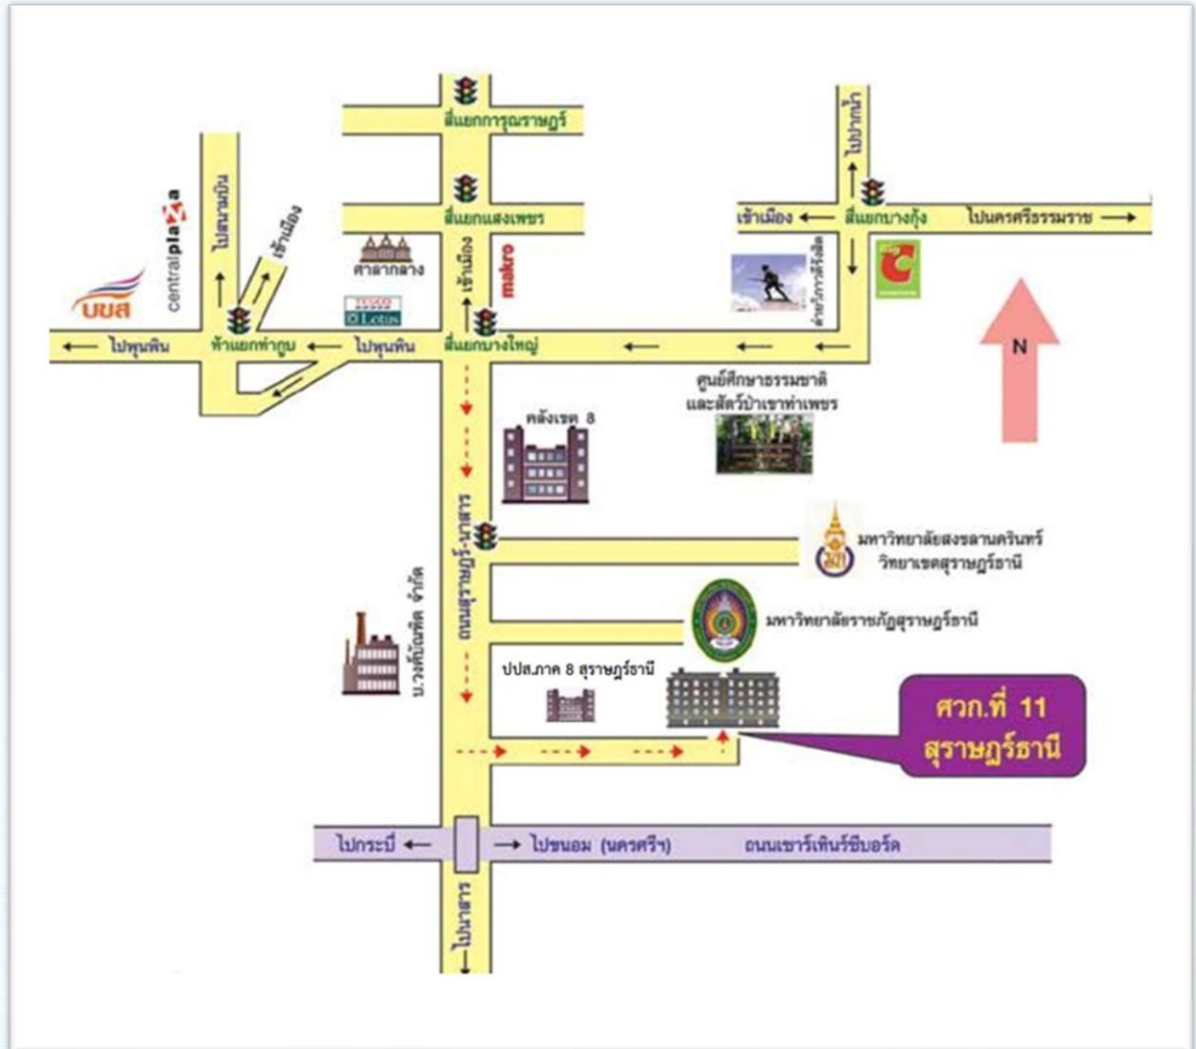 สี่แยกการุณราษฎร์
ไปปากน้ำ
centralplaza
ไปสนามบิน
เข้าเมือง
สี่แยกแสงเพชร
เข้าเมือง
สี่แยกบางกุ้ง
ไปนครศรีธรรมราช
บขส
ศาลากลาง
TESCO
Lotus
เข้าเมือง
makro
ค่ายวิภาวดีรังสิต
Big
C
N
ไปพุนพิน
ห้าแยกท่ากูบ
ไปพุนพิน
สี่แยกบางใหญ่
ศูนย์ศึกษาธรรมชาติ
และสัตว์ป่าเขาท่าเพชร
คลังเขต 8
ถนนสุราษฎร์-นาสาร
มหาวิทยาลัยสงขลานครินทร์
วิทยาเขตสุราษฎร์ธานี
บ.วงศ์บัณฑิต จำกัด
มหาวิทยาลัยราชภัฏสุราษฎร์ธานี
ปปส.ภาค 8 สุราษฎร์ธานี
ศวก.ที่ 11
สุราษฎร์ธานี
ไปกระบี่
ไปขนอม (นครศรีฯ)
ถนนเซาร์เทิร์ซีบอร์ด
ไปนาสาร